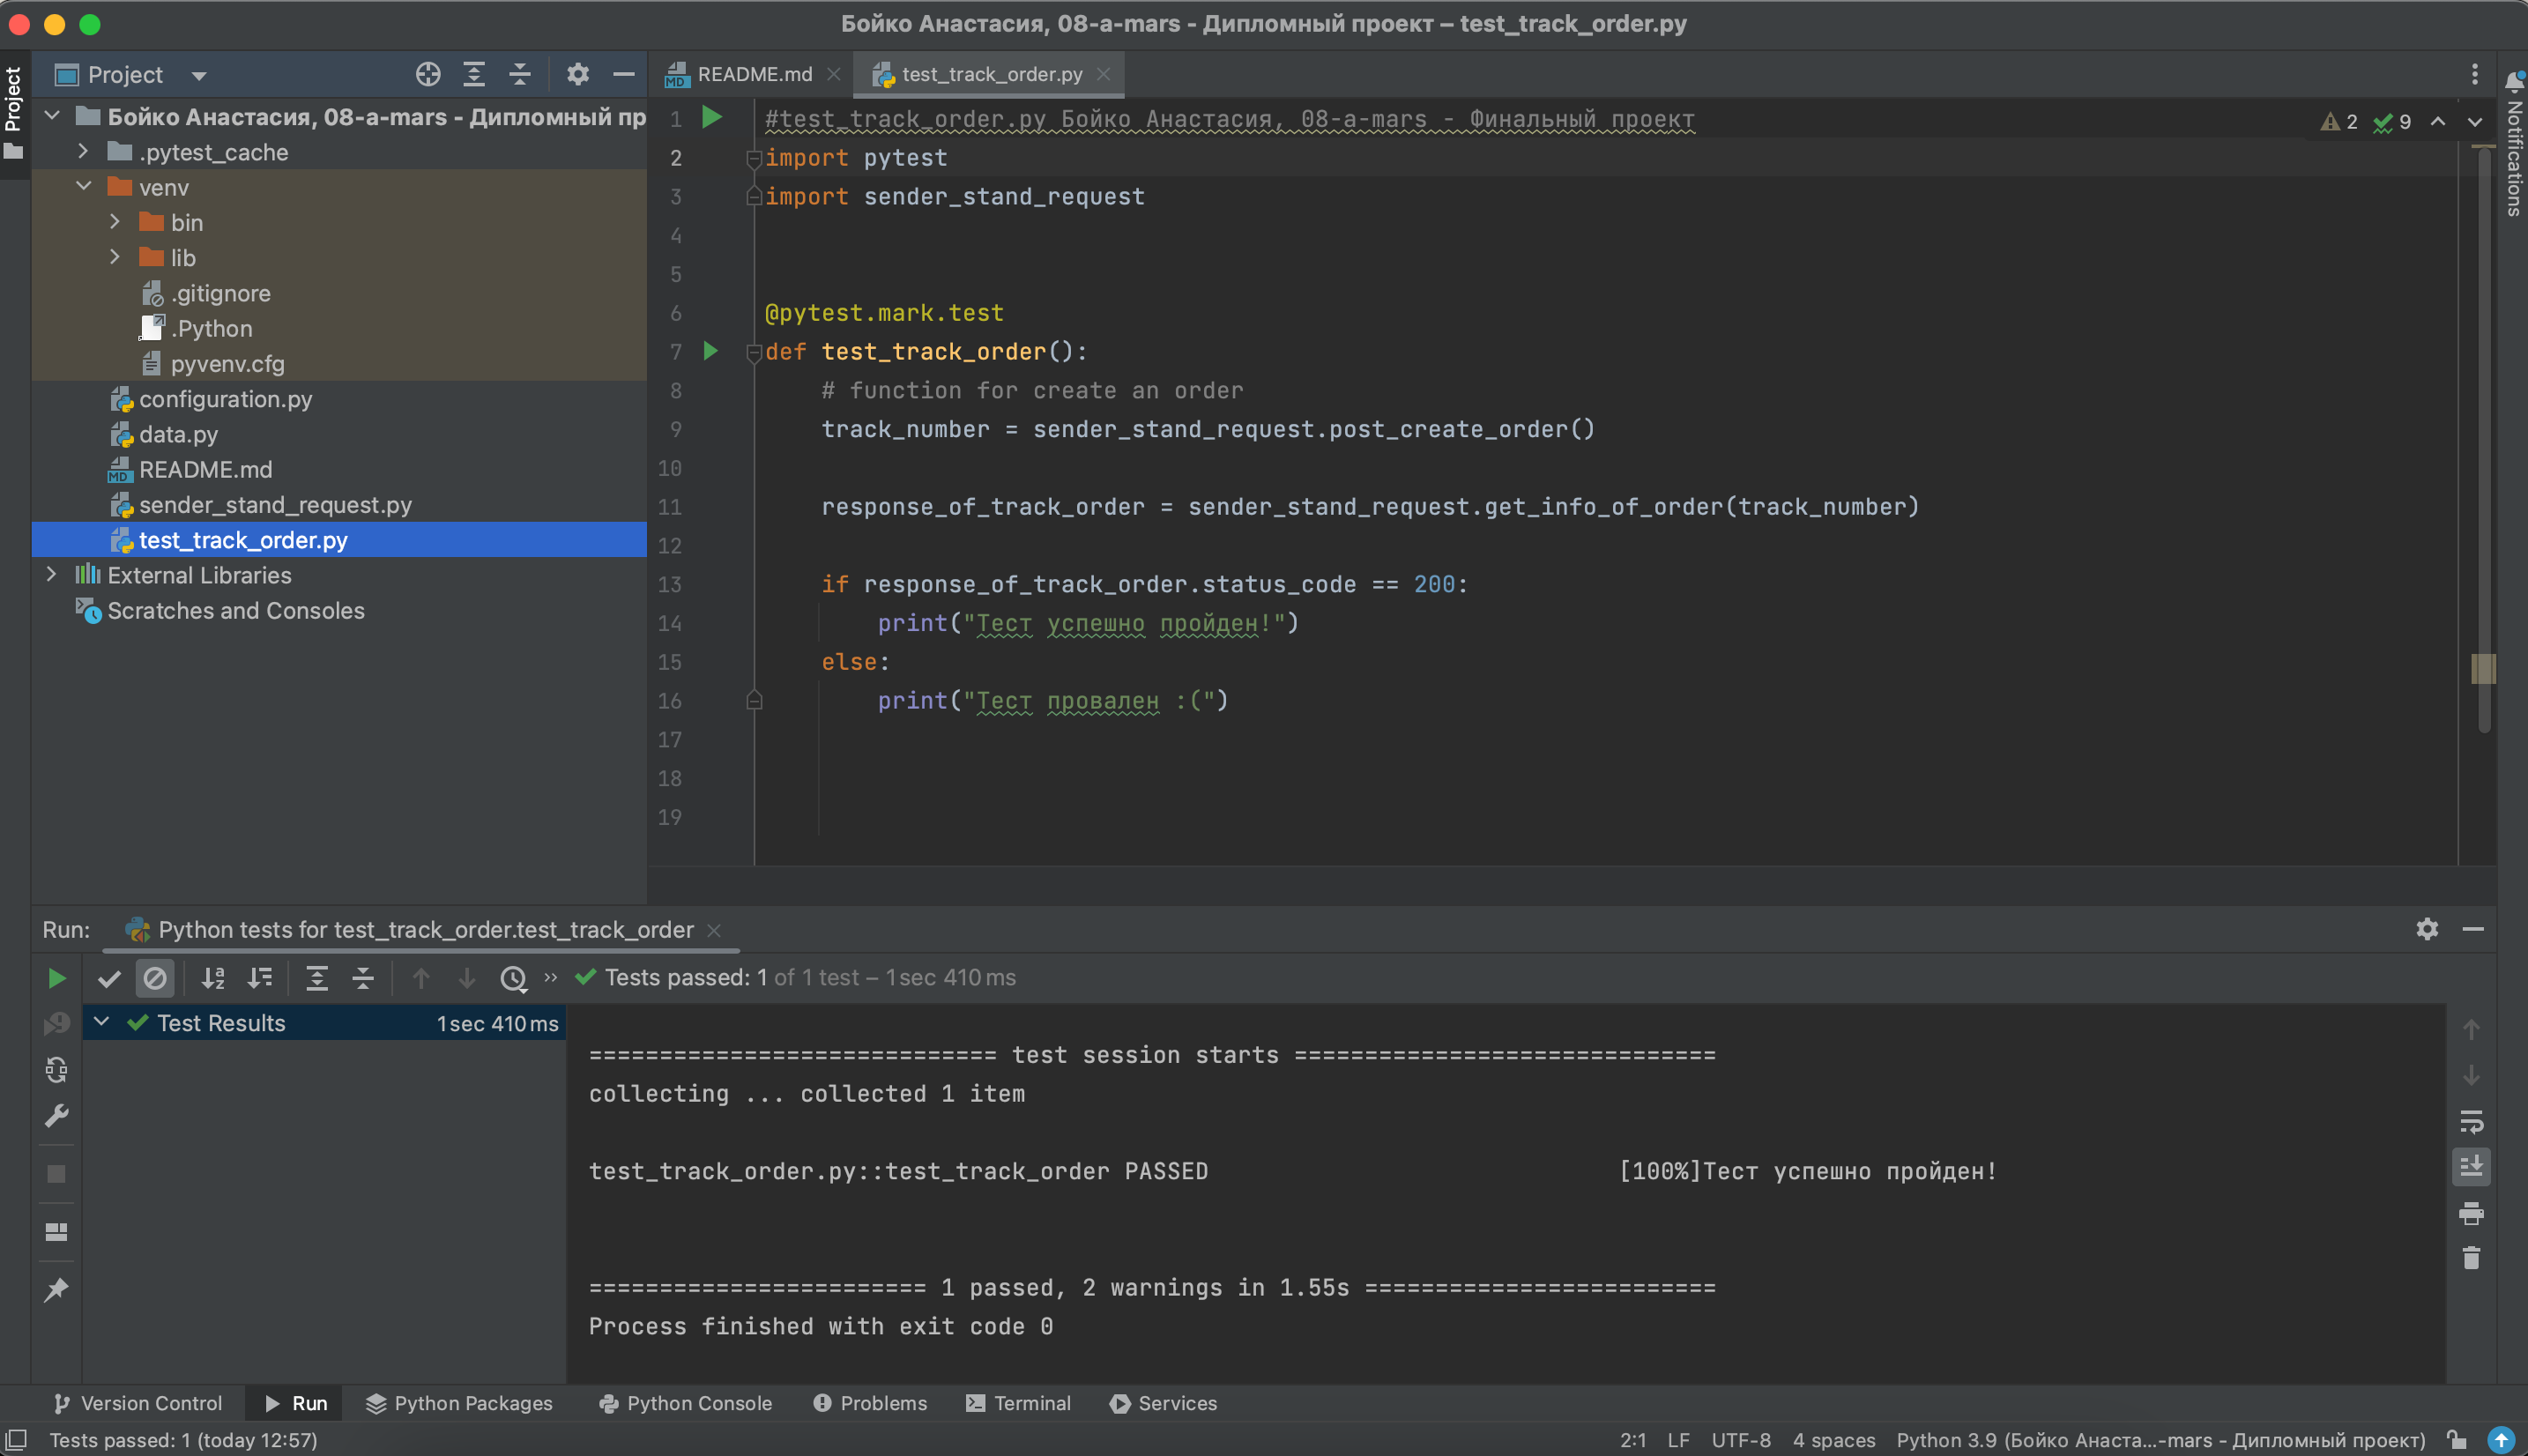 Бойко Анастасия, 08-a-mars - Дипломный проект – test_track_order.py
Project
Project
Бойко Анастасия, 08-a-mars - Дипломный пр
.pytest_cache
venv
bin
lib
.gitignore
.Python
pyvenv.cfg
configuration.py
data.py
README.md
sender_stand_request.py
test_track_order.py
External Libraries
Scratches and Consoles
README.md
test_track_order.py
2 9
Notifications
1 #test_track_order.py Бойко Анастасия, 08-a-mars - Финальный проект
2 import pytest
3 import sender_stand_request
4
5
6 @pytest.mark.test
7 def test_track_order():
8 # function for create an order
9 track_number = sender_stand_request.post_create_order()
10
11 response_of_track_order = sender_stand_request.get_info_of_order(track_number)
12
13 if response_of_track_order.status_code == 200:
14 print("Тест успешно пройден!")
15 else:
16 print("Тест провален :(")
17
18
19
Run: Python tests for test_track_order.test_track_order
Tests passed: 1 of 1 test – 1 sec 410 ms
Test Results 1 sec 410 ms
============================= test session starts ==============================
collecting ... collected 1 item
test_track_order.py::test_track_order PASSED [100%]Тест успешно пройден!
======================== 1 passed, 2 warnings in 1.55s =========================
Process finished with exit code 0
Version Control Run Python Packages Python Console Problems Terminal Services
Tests passed: 1 (today 12:57) 2:1 LF UTF-8 4 spaces Python 3.9 (Бойко Анаста...-mars - Дипломный проект)